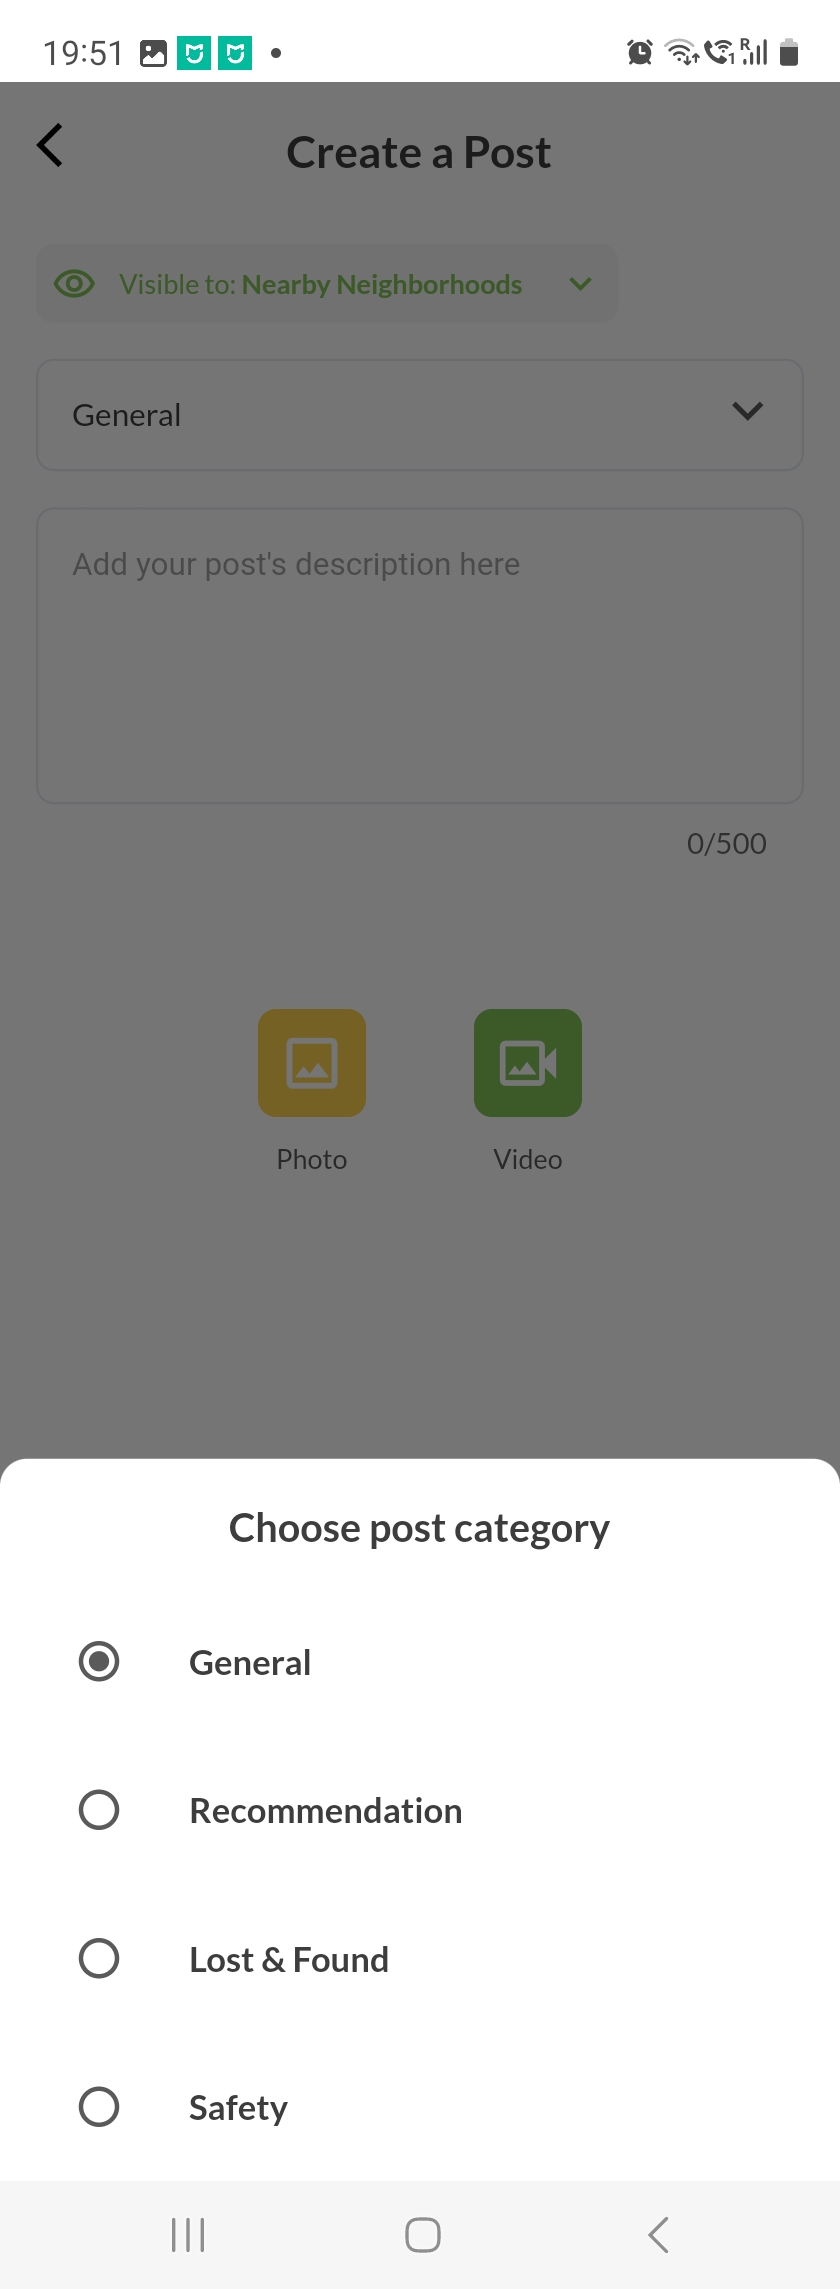 19:51
R
1
Create a Post
Visible to: Nearby Neighborhoods
General
Add your post's description here
0/500
Photo
Video
Choose post category
General
Recommendation
Lost & Found
Safety